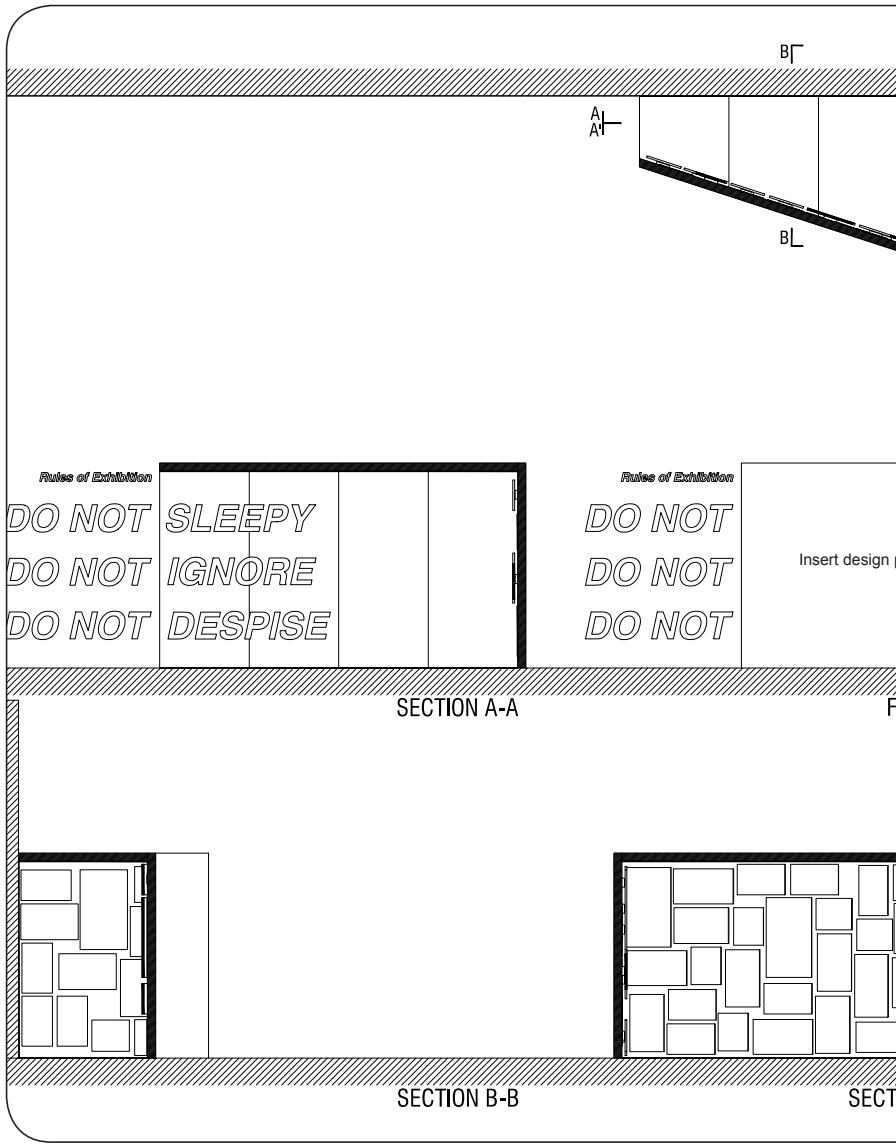 B
A
A'
B
Rules of Exhibition
DO NOT SLEEPY
DO NOT IGNORE
DO NOT DESPISE
Rules of Exhibition
DO NOT
DO NOT
DO NOT
Insert design
SECTION A-A
SECTION B-B